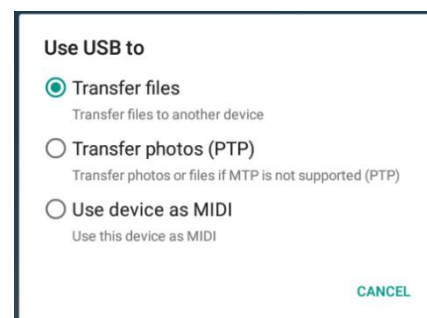 Use USB to
Transfer files
Transfer files to another device
Transfer photos (PTP)
Transfer photos or files if MTP is not supported (PTP)
Use device as MIDI
Use this device as MIDI
CANCEL